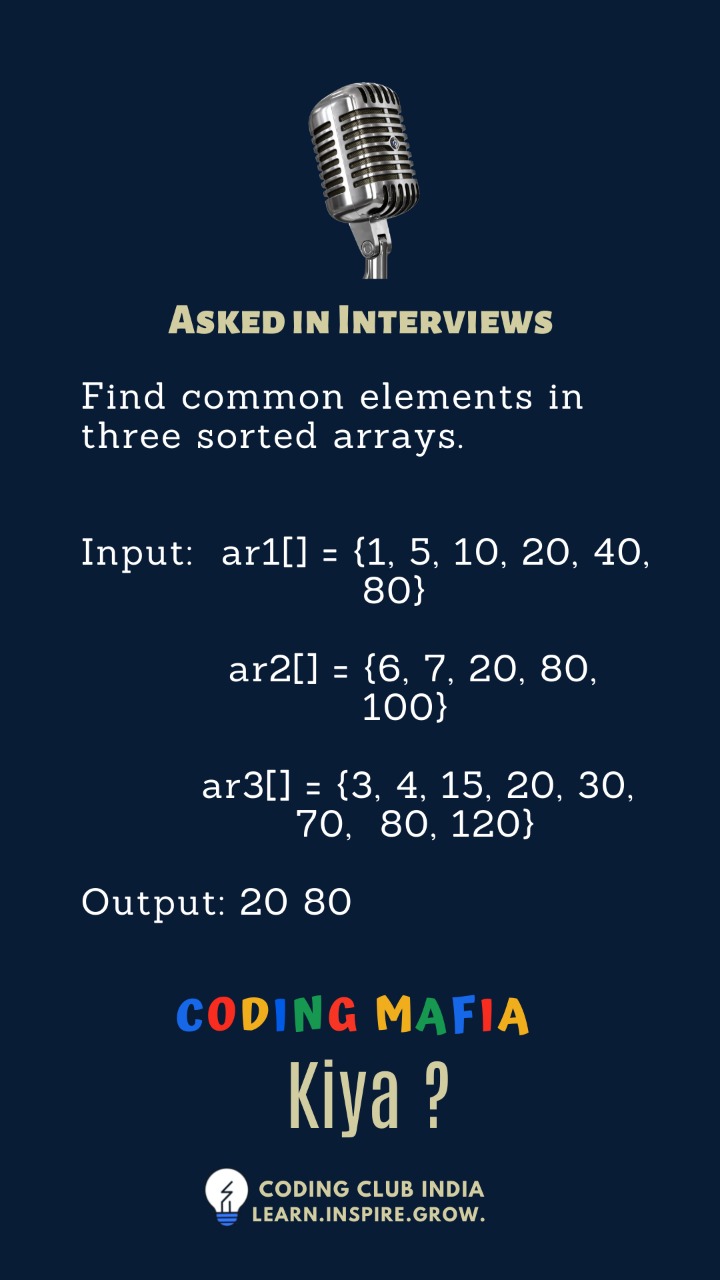 Asked in Interviews
Find common elements in
three sorted arrays.
Input: ar1[] = {1, 5, 10, 20, 40,
80}
ar2[] = {6, 7, 20, 80,
100}
ar3[] = {3, 4, 15, 20, 30,
70, 80, 120}
Output: 20 80
CODING MAFIA
Kiya ?
CODING CLUB INDIA
LEARN.INSPIRE.GROW.